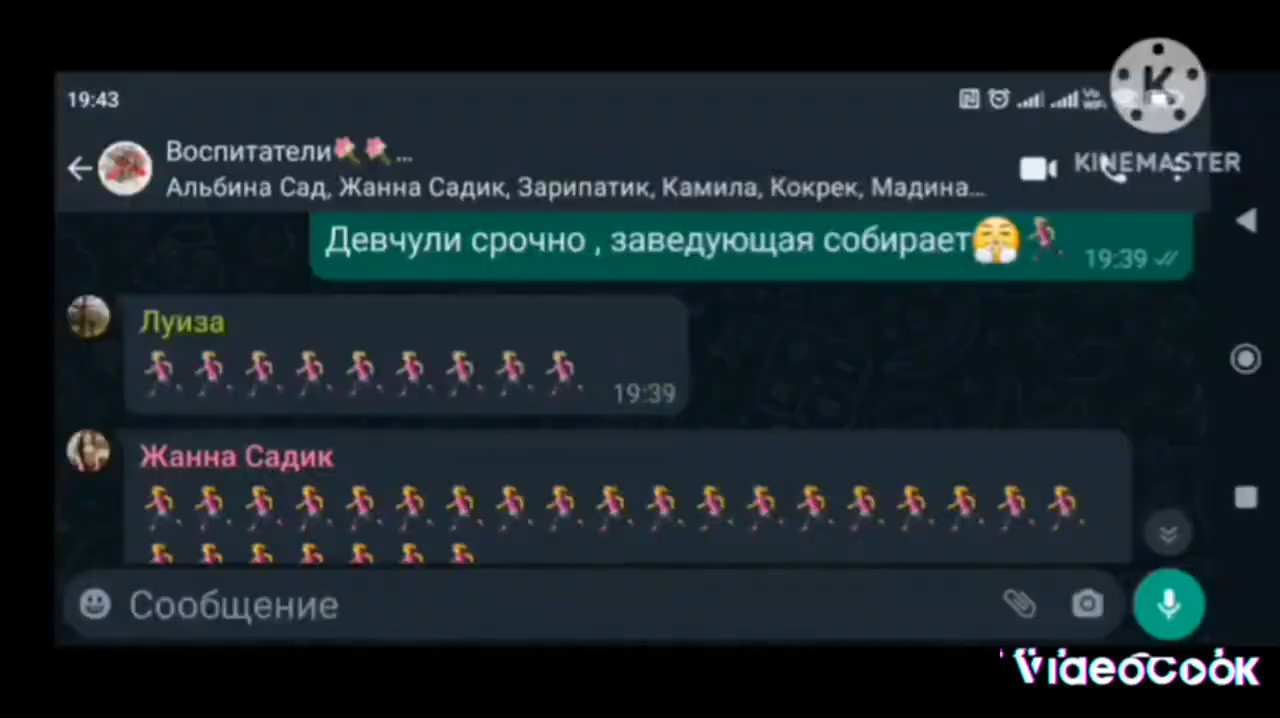 19:43
KINEMASTER
Воспитатели🌹🌹...
Альбина Сад, Жанна Садик, Зарипатик, Камила, Кокрек, Мадина...
Девчули срочно , заведующая собирает😤🏃‍♀️ 19:39
Луиза
🏃‍♀️🏃‍♀️🏃‍♀️🏃‍♀️🏃‍♀️🏃‍♀️🏃‍♀️🏃‍♀️🏃‍♀️ 19:39
Жанна Садик
🏃‍♀️🏃‍♀️🏃‍♀️🏃‍♀️🏃‍♀️🏃‍♀️🏃‍♀️🏃‍♀️🏃‍♀️🏃‍♀️🏃‍♀️🏃‍♀️🏃‍♀️🏃‍♀️🏃‍♀️🏃‍♀️🏃‍♀️🏃‍♀️🏃‍♀️
🏃‍♀️🏃‍♀️🏃‍♀️🏃‍♀️🏃‍♀️🏃‍♀️🏃‍♀️
Сообщение
VideoCook